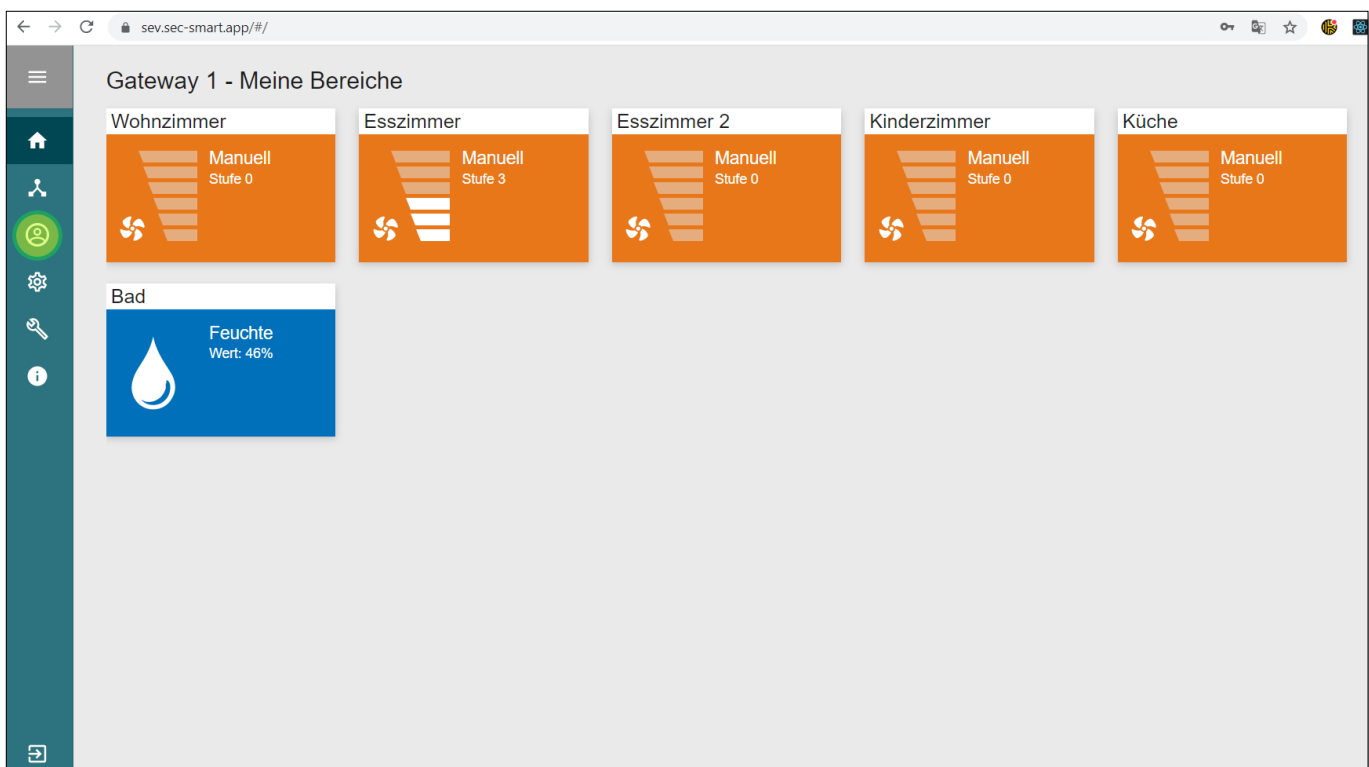 sev.sec-smart.app/#/
Gateway 1 - Meine Bereiche
Wohnzimmer
Manuell
Stufe 0
Esszimmer
Manuell
Stufe 3
Esszimmer 2
Manuell
Stufe 0
Kinderzimmer
Manuell
Stufe 0
Küche
Manuell
Stufe 0
Bad
Feuchte
Wert: 46%